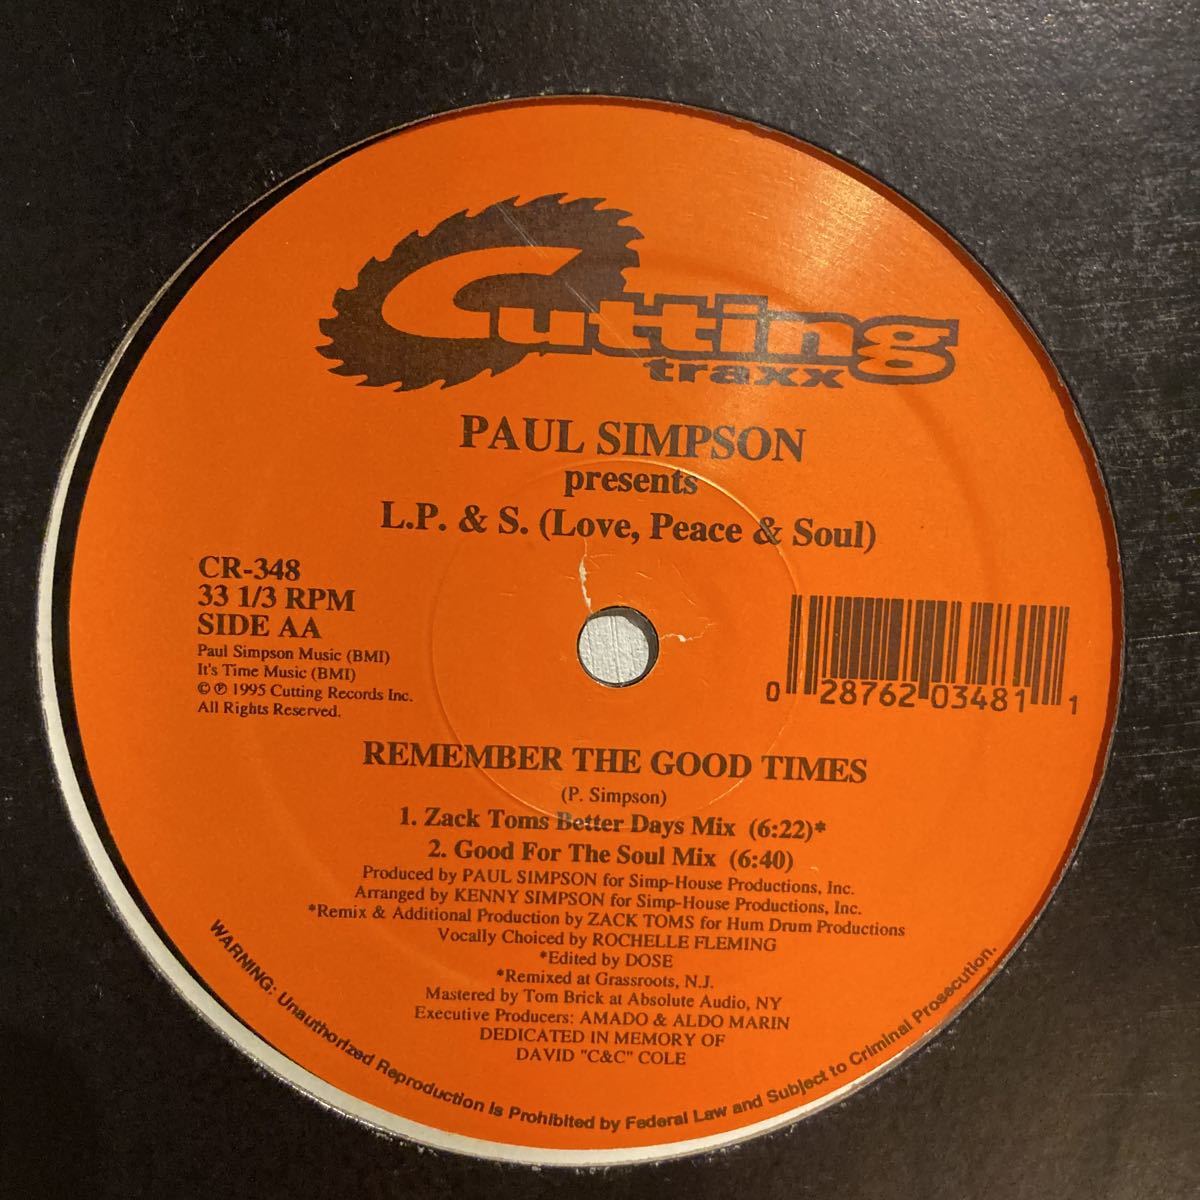 Cutting
traxx
PAUL SIMPSON
presents
L.P. & S. (Love, Peace & Soul)
CR-348
33 1/3 RPM
SIDE AA
Paul Simpson Music (BMI)
It's Time Music (BMI)
© ℗ 1995 Cutting Records Inc.
All Rights Reserved.
0 28762 03481 1
REMEMBER THE GOOD TIMES
(P. Simpson)
1. Zack Toms Better Days Mix (6:22)*
2. Good For The Soul Mix (6:40)
Produced by PAUL SIMPSON for Simp-House Productions, Inc.
Arranged by KENNY SIMPSON for Simp-House Productions, Inc.
*Remix & Additional Production by ZACK TOMS for Hum Drum Productions
Vocally Choiced by ROCHELLE FLEMING
*Edited by DOSE
*Remixed at Grassroots, N.J.
Mastered by Tom Brick at Absolute Audio, NY
Executive Producers: AMADO & ALDO MARIN
DEDICATED IN MEMORY OF
DAVID "C&C" COLE
WARNING: Unauthorized Reproduction Is Prohibited by Federal Law and Subject to Criminal Prosecution.